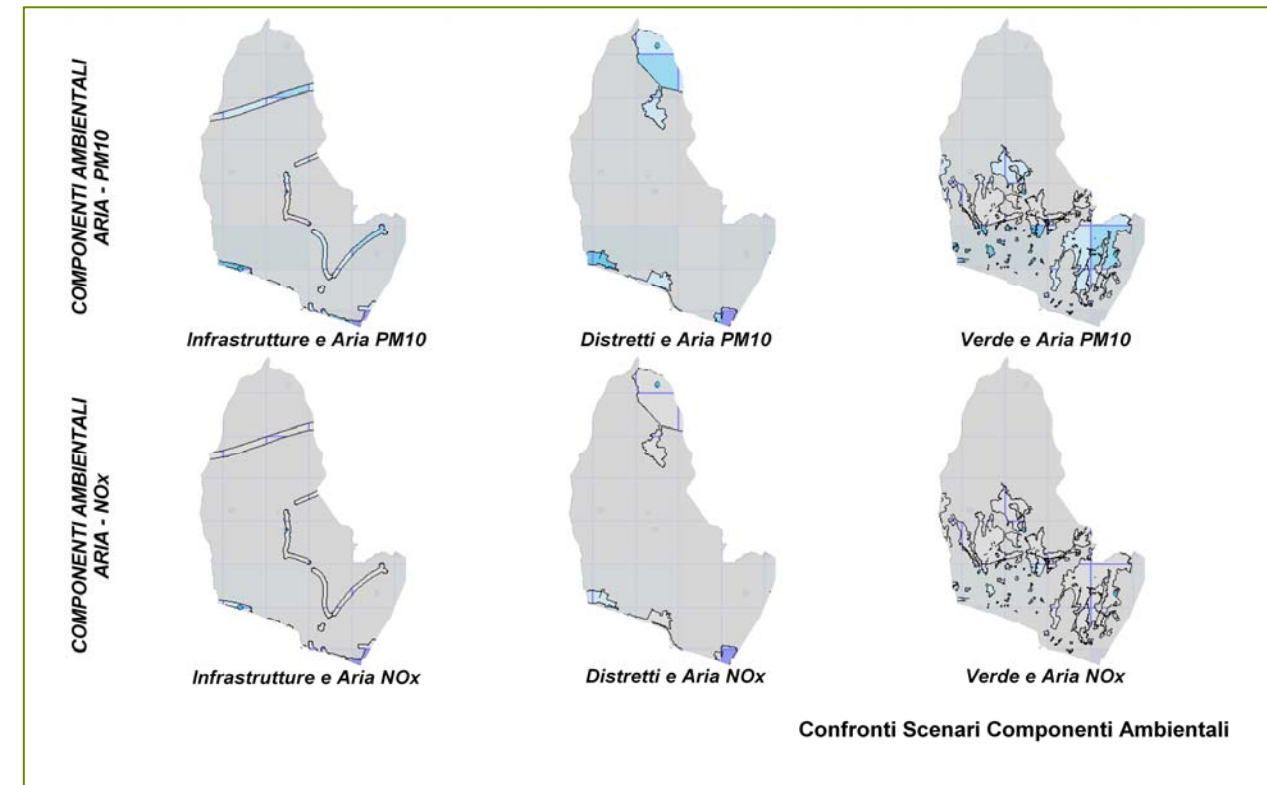 COMPONENTI AMBIENTALI
ARIA - PM10
Infrastrutture e Aria PM10
Distretti e Aria PM10
Verde e Aria PM10
COMPONENTI AMBIENTALI
ARIA - NOx
Infrastrutture e Aria NOx
Distretti e Aria NOx
Verde e Aria NOx
Confronti Scenari Componenti Ambientali